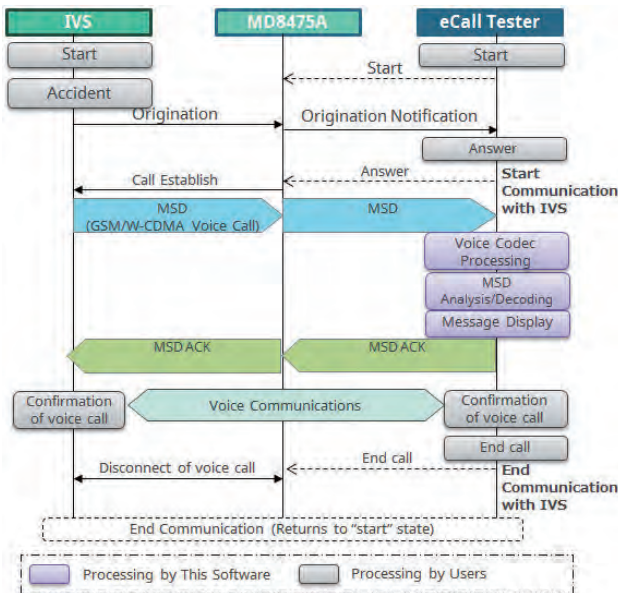 IVS
MD8475A
eCall Tester
Start
Start
Start
Accident
Origination
Origination Notification
Answer
Answer
Call Establish
Start
Communication
with IVS
MSD
(GSM/W-CDMA Voice Call)
MSD
Voice Codec
Processing
MSD
Analysis/Decoding
Message Display
MSD ACK
MSD ACK
Confirmation
of voice call
Voice Communications
Confirmation
of voice call
End call
End call
Disconnect of voice call
End
Communication
with IVS
End Communication (Returns to “start” state)
Processing by This Software
Processing by Users